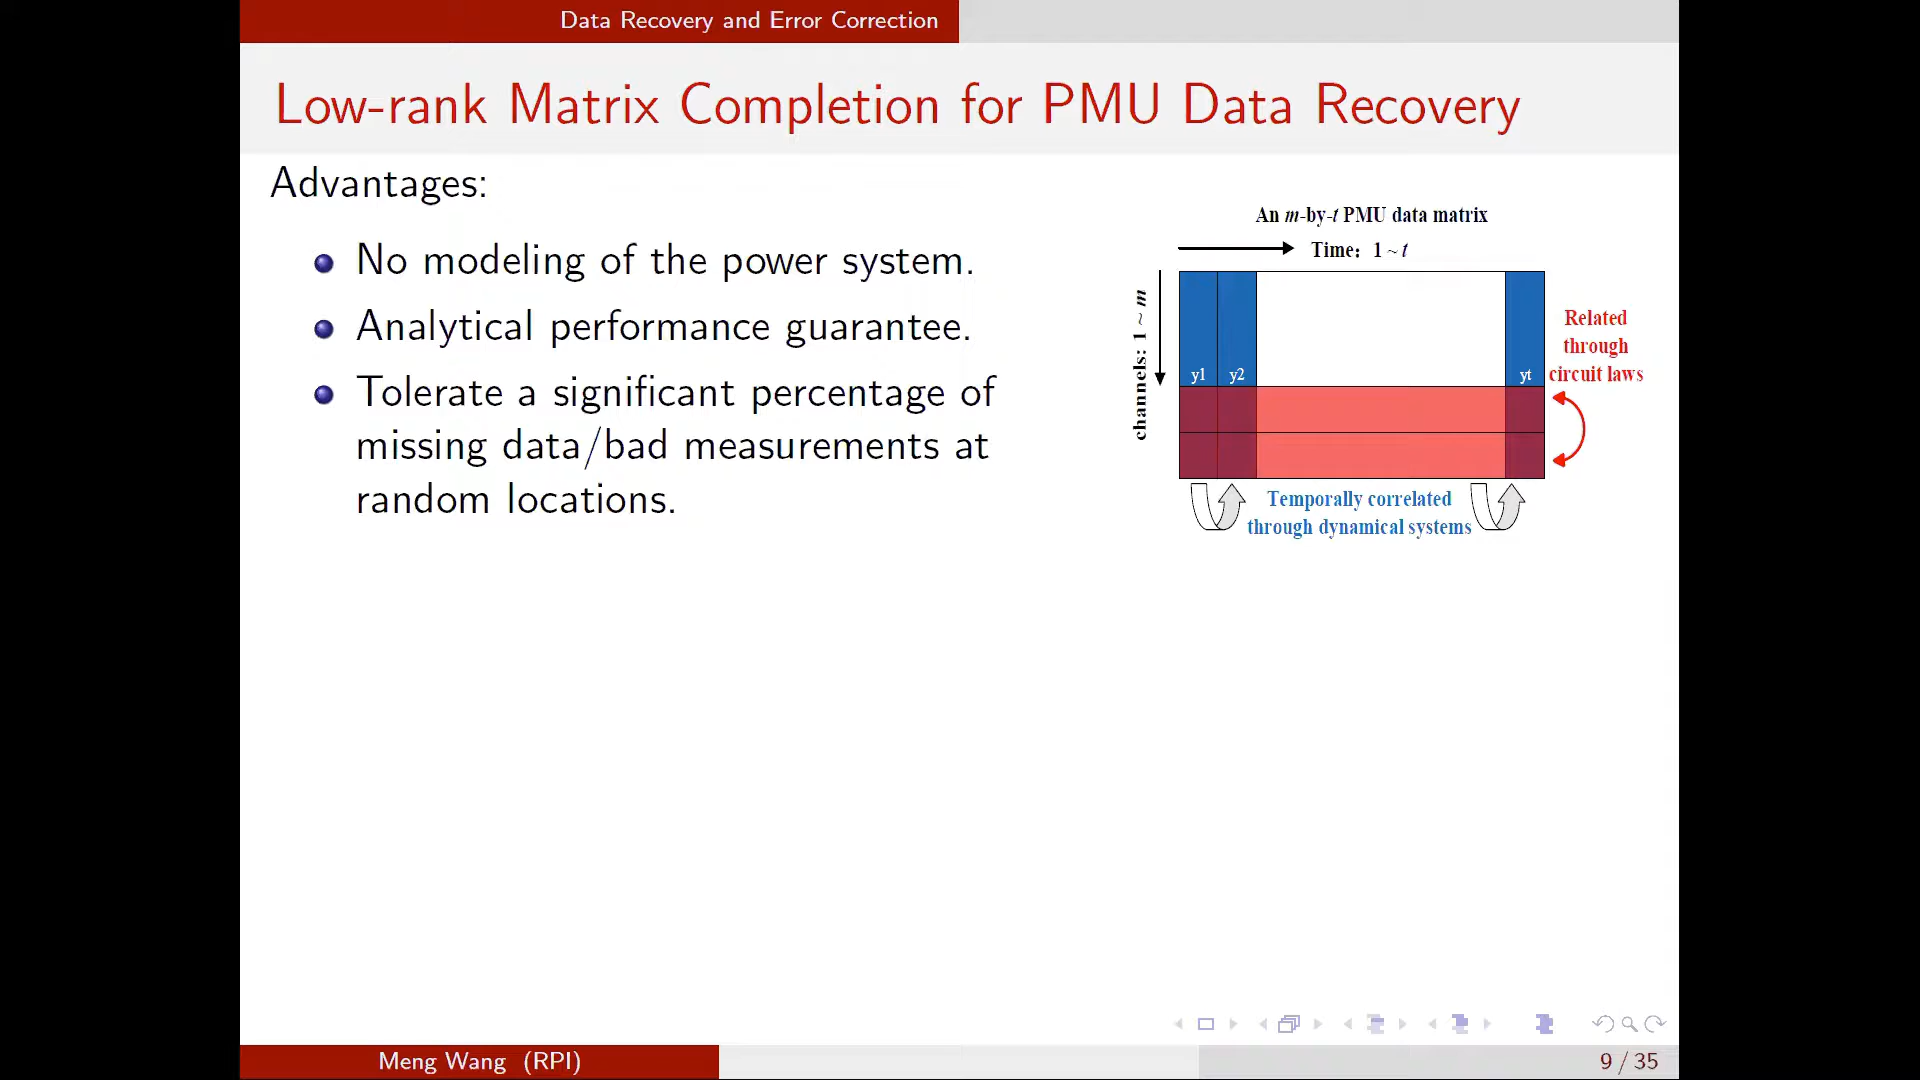 Data Recovery and Error Correction
Low-rank Matrix Completion for PMU Data Recovery
Advantages:
No modeling of the power system.
Analytical performance guarantee.
Tolerate a significant percentage of
missing data/bad measurements at
random locations.
An m-by-t PMU data matrix
Time: 1 ~ t
channels: 1 ~ m
y1 y2 yt
Related
through
circuit laws
Temporally correlated
through dynamical systems
Meng Wang (RPI)
9 / 35